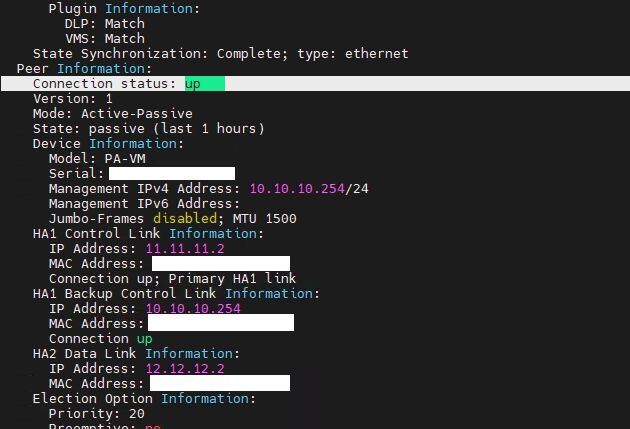 Plugin Information:
DLP: Match
VMS: Match
State Synchronization: Complete; type: ethernet
Peer Information:
Connection status: up
Version: 1
Mode: Active-Passive
State: passive (last 1 hours)
Device Information:
Model: PA-VM
Serial:
Management IPv4 Address: 10.10.10.254/24
Management IPv6 Address:
Jumbo-Frames disabled; MTU 1500
HA1 Control Link Information:
IP Address: 11.11.11.2
MAC Address:
Connection up; Primary HA1 link
HA1 Backup Control Link Information:
IP Address: 10.10.10.254
MAC Address:
Connection up
HA2 Data Link Information:
IP Address: 12.12.12.2
MAC Address:
Election Option Information:
Priority: 20
Preemptive: no